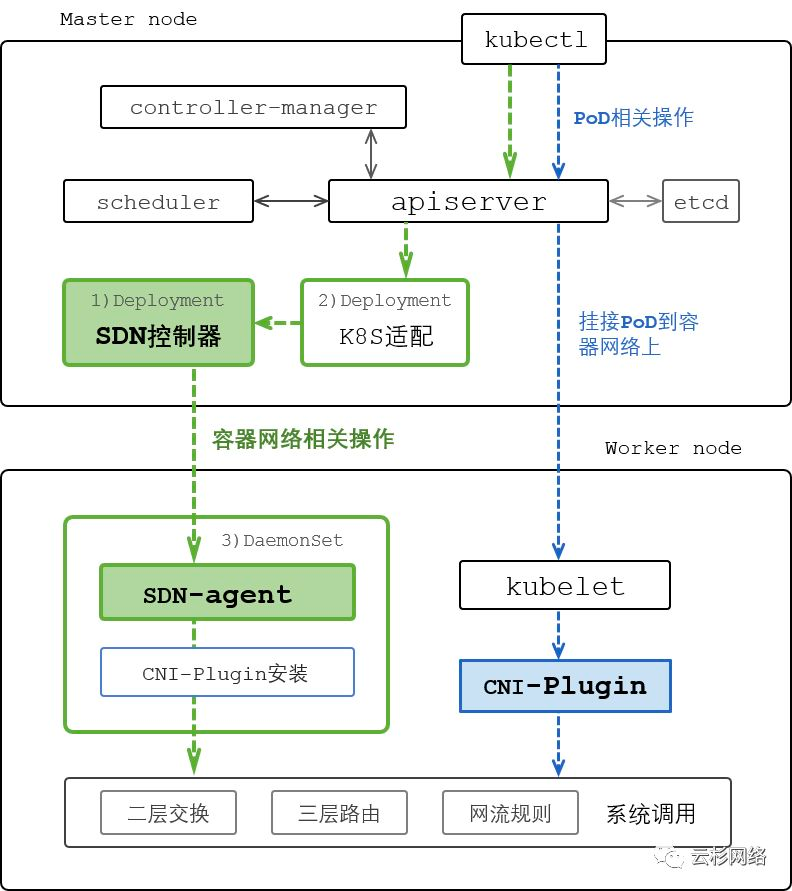 Master node
kubectl
controller-manager
PoD相关操作
scheduler
apiserver
etcd
1)Deployment
SDN控制器
2)Deployment
K8S适配
挂接PoD到容
器网络上
容器网络相关操作
Worker node
3)DaemonSet
SDN-agent
kubelet
CNI-Plugin安装
CNI-Plugin
二层交换
三层路由
网流规则
系统调用
云杉网络